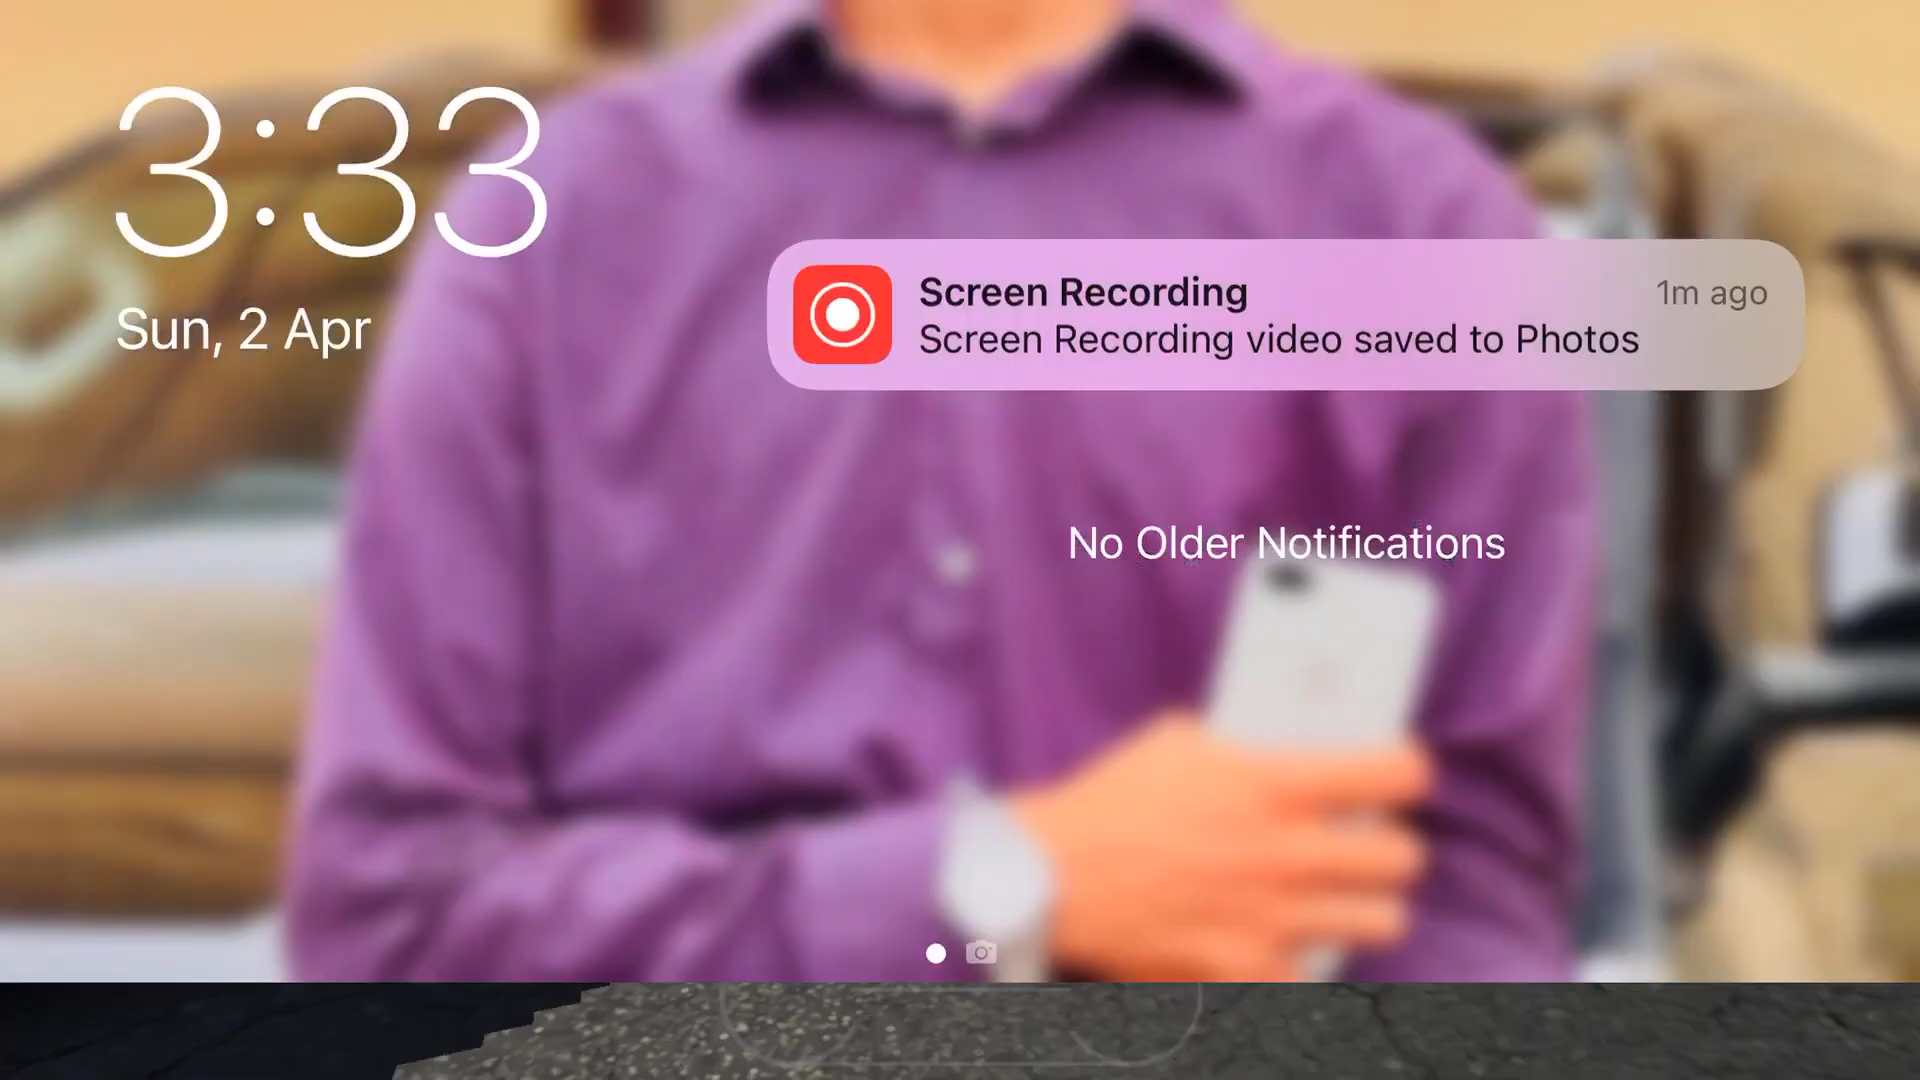 3:33
Sun, 2 Apr
Screen Recording
1m ago
Screen Recording video saved to Photos
No Older Notifications